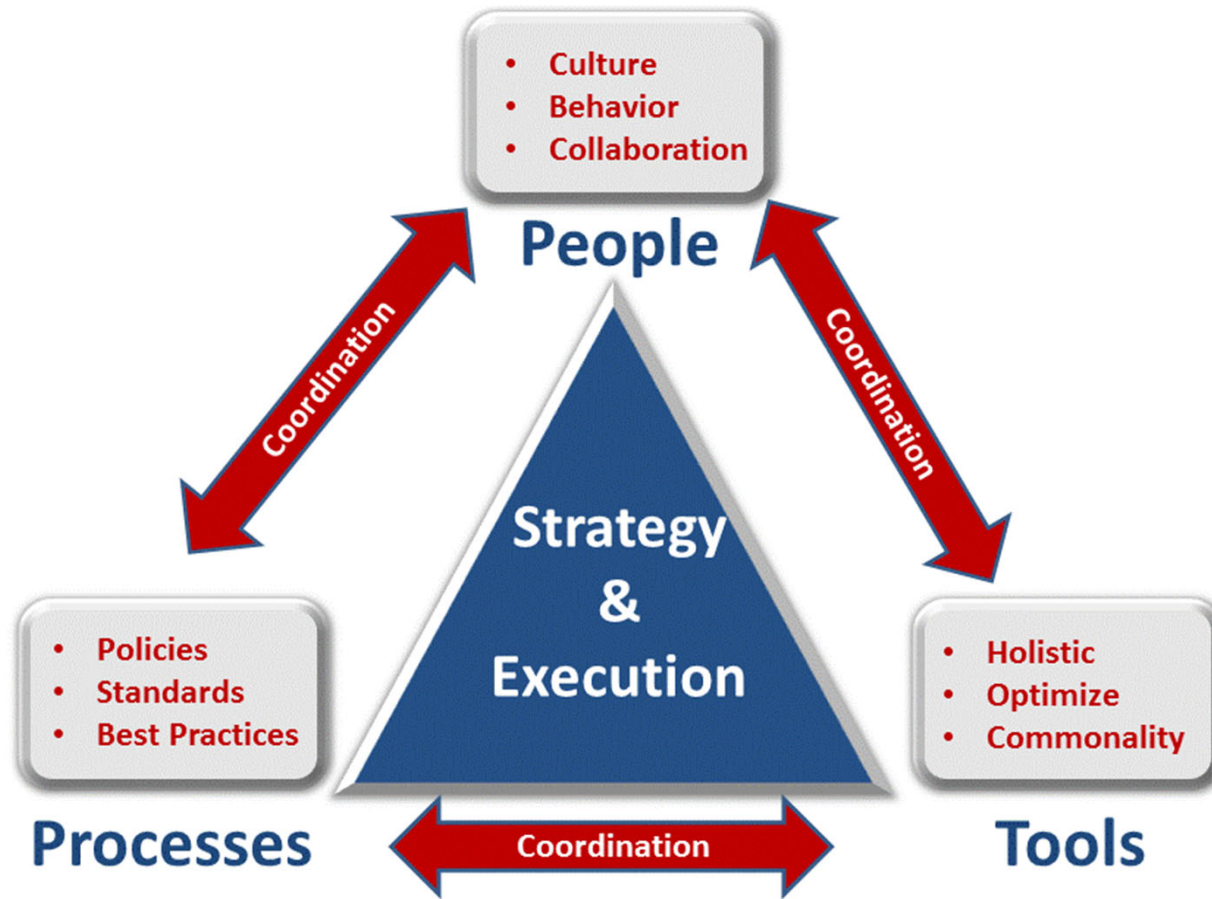 • Culture
• Behavior
• Collaboration
People
Coordination
Coordination
Strategy
&
Execution
• Policies
• Standards
• Best Practices
Processes
• Holistic
• Optimize
• Commonality
Tools
Coordination